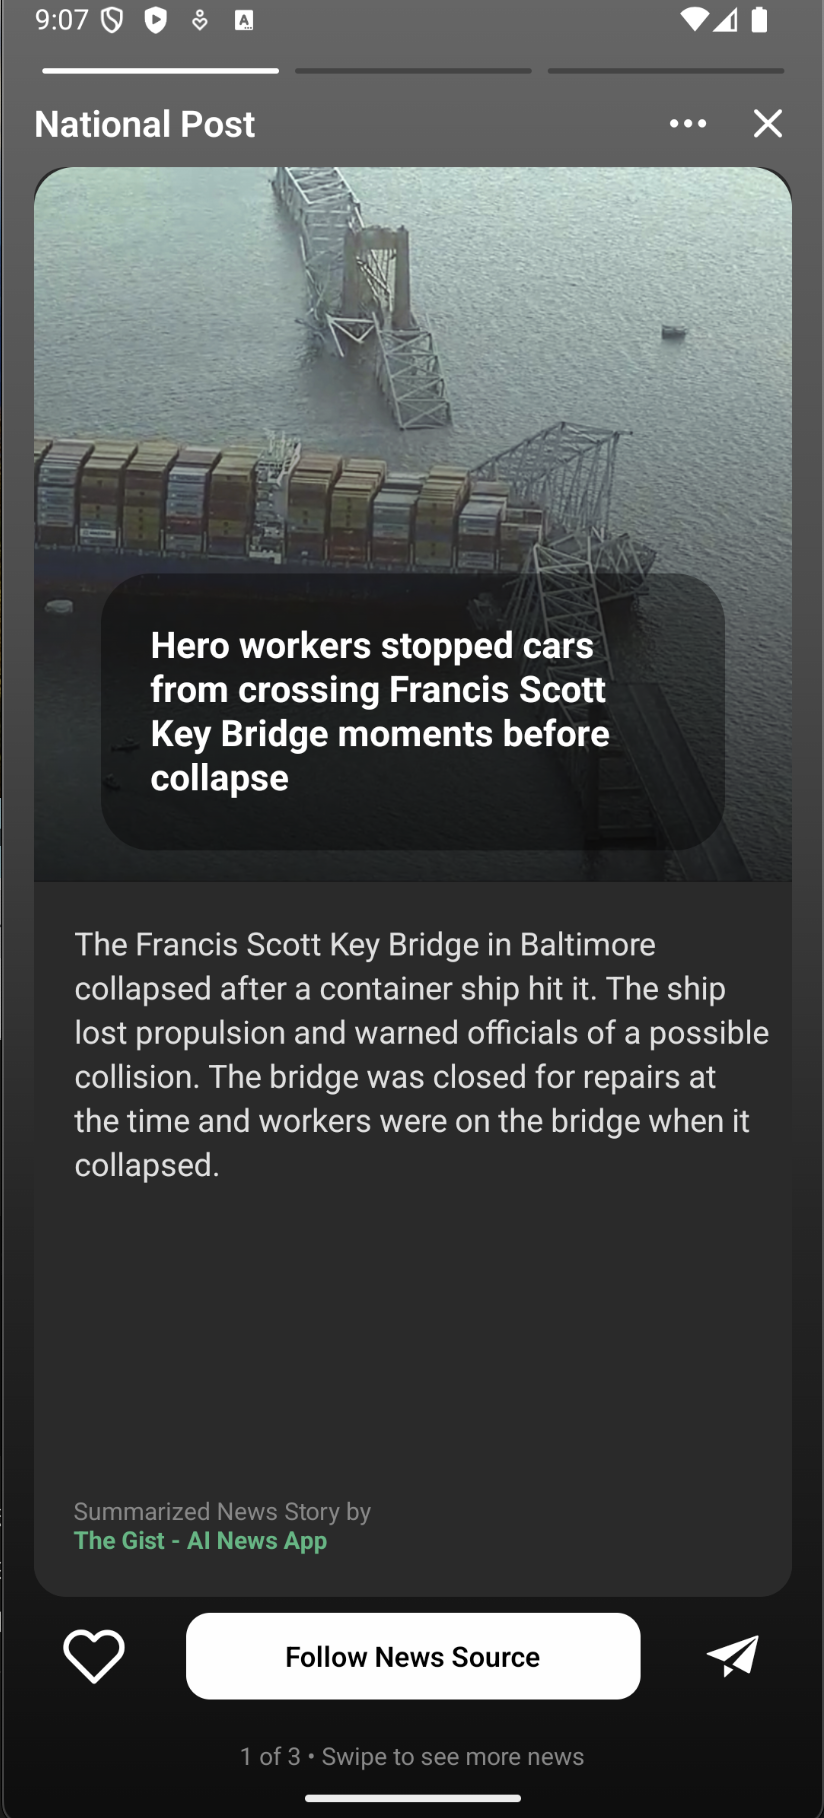 9:07
National Post
Hero workers stopped cars
from crossing Francis Scott
Key Bridge moments before
collapse
The Francis Scott Key Bridge in Baltimore
collapsed after a container ship hit it. The ship
lost propulsion and warned officials of a possible
collision. The bridge was closed for repairs at
the time and workers were on the bridge when it
collapsed.
Summarized News Story by
The Gist - AI News App
Follow News Source
1 of 3 • Swipe to see more news